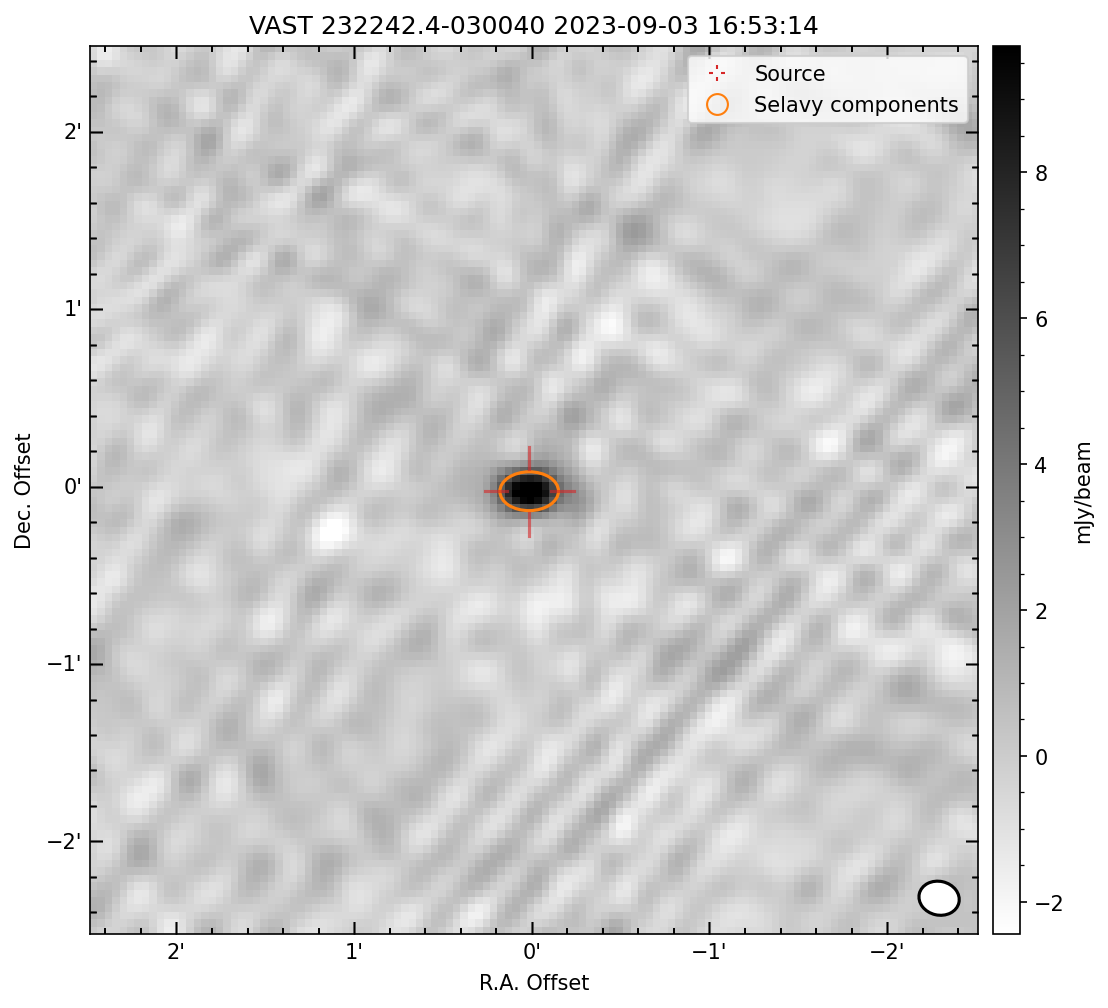 VAST 232242.4-030040 2023-09-03 16:53:14
Source
Selavy components
2'
1'
0'
−1'
−2'
Dec. Offset
2'
1'
0'
−1'
−2'
R.A. Offset
8
6
4
2
0
−2
mJy/beam